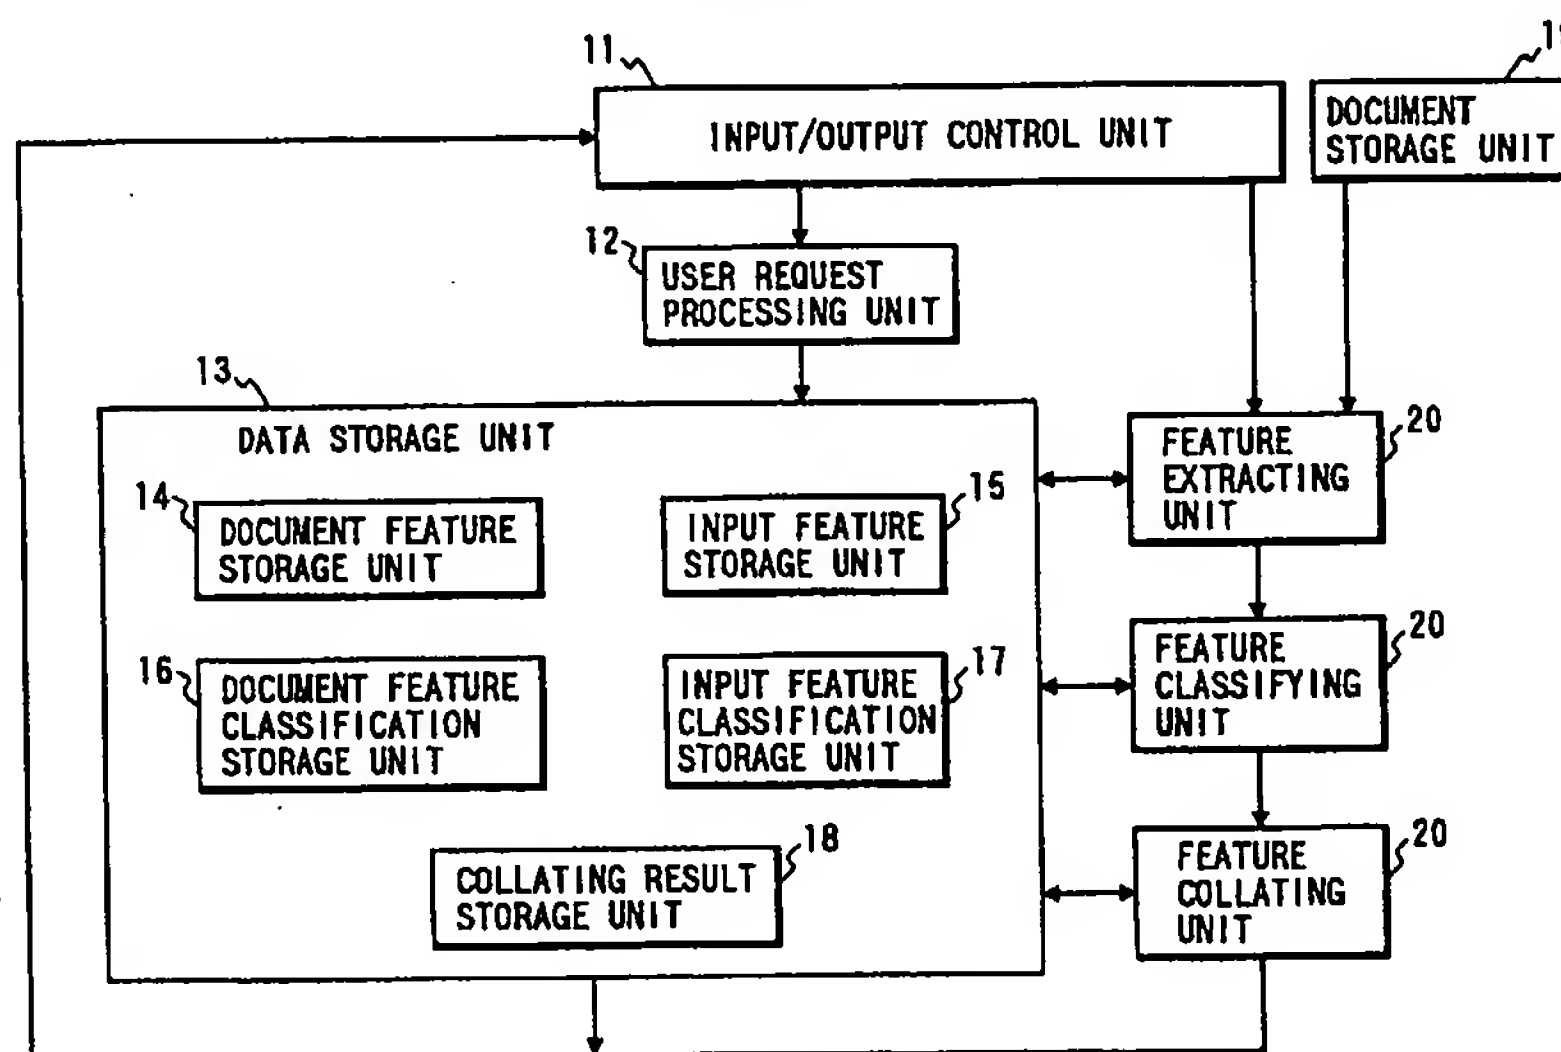 11
INPUT/OUTPUT CONTROL UNIT
DOCUMENT
STORAGE UNIT
12
USER REQUEST
PROCESSING UNIT
13
DATA STORAGE UNIT
14
DOCUMENT FEATURE
STORAGE UNIT
15
INPUT FEATURE
STORAGE UNIT
20
FEATURE
EXTRACTING
UNIT
16
DOCUMENT FEATURE
CLASSIFICATION
STORAGE UNIT
17
INPUT FEATURE
CLASSIFICATION
STORAGE UNIT
20
FEATURE
CLASSIFYING
UNIT
18
COLLATING RESULT
STORAGE UNIT
20
FEATURE
COLLATING
UNIT